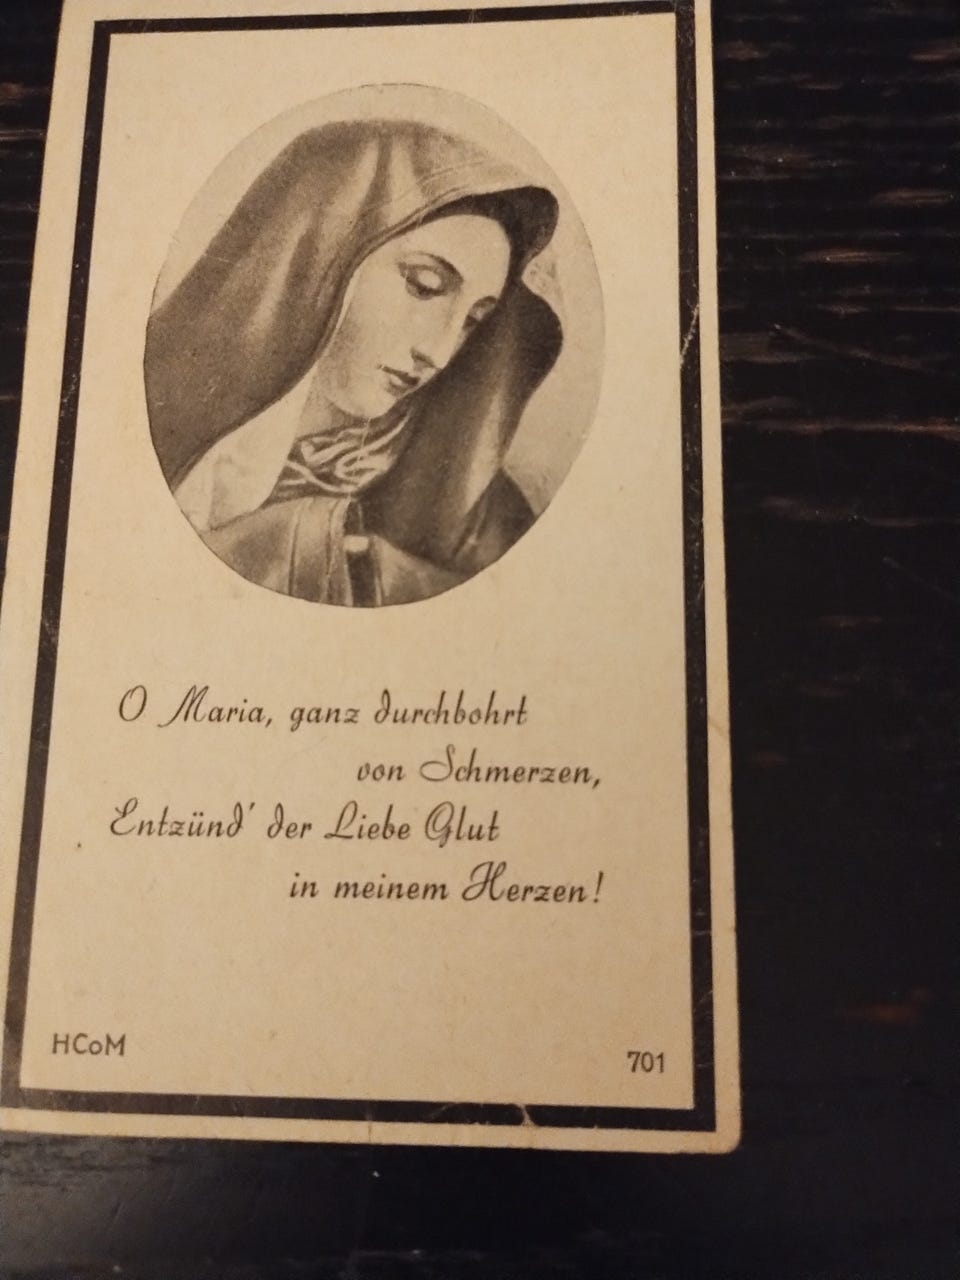 O Maria, ganz durchbohrt
von Schmerzen,
Entzünd' der Liebe Glut
in meinem Herzen!
HCoM
701